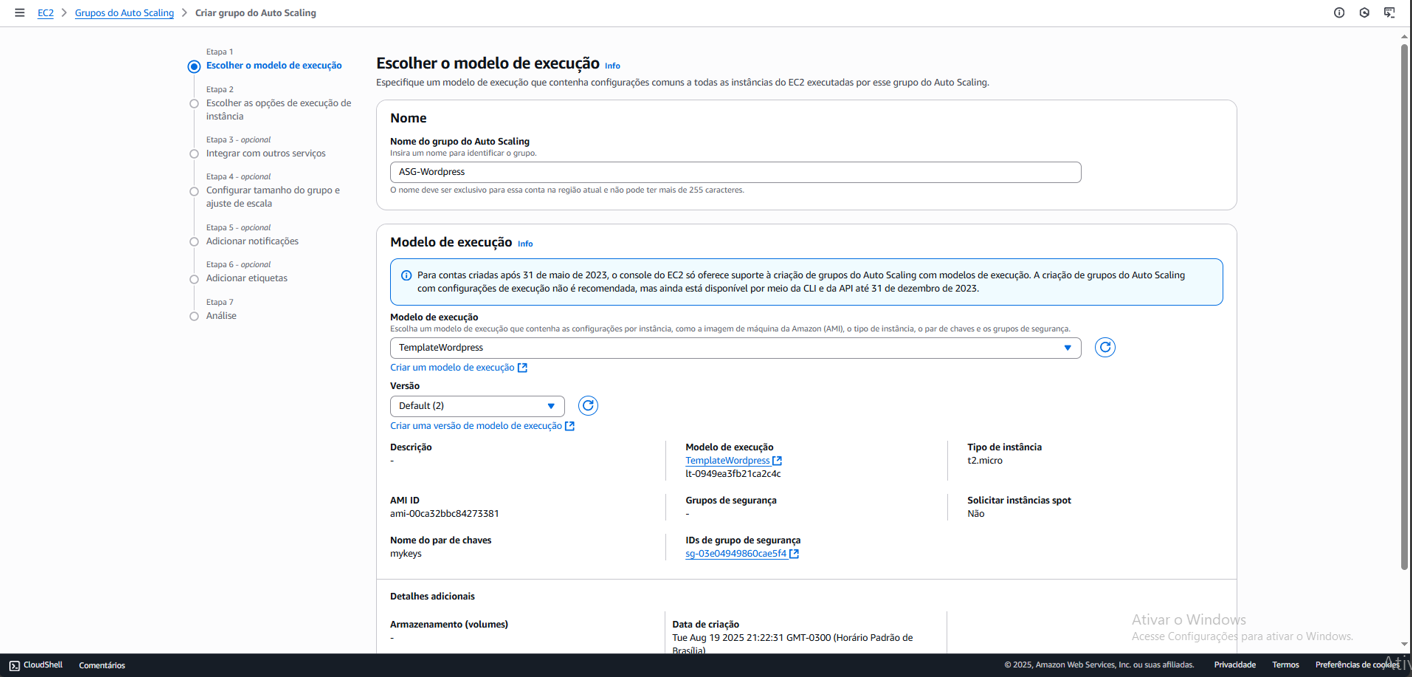 EC2 > Grupos do Auto Scaling > Criar grupo do Auto Scaling
Etapa 1
Escolher o modelo de execução
Etapa 2
Escolher as opções de execução de
instância
Etapa 3 - opcional
Integrar com outros serviços
Etapa 4 - opcional
Configurar tamanho do grupo e
ajuste de escala
Etapa 5 - opcional
Adicionar notificações
Etapa 6 - opcional
Adicionar etiquetas
Etapa 7
Análise
Escolher o modelo de execução Info
Especifique um modelo de execução que contenha configurações comuns a todas as instâncias do EC2 executadas por esse grupo do Auto Scaling.
Nome
Nome do grupo do Auto Scaling
Insira um nome para identificar o grupo.
ASG-Wordpress
O nome deve ser exclusivo para essa conta na região atual e não pode ter mais de 255 caracteres.
Modelo de execução Info
Para contas criadas após 31 de maio de 2023, o console do EC2 só oferece suporte à criação de grupos do Auto Scaling com modelos de execução. A criação de grupos do Auto Scaling
com configurações de execução não é recomendada, mas ainda está disponível por meio da CLI e da API até 31 de dezembro de 2023.
Modelo de execução
Escolha um modelo de execução que contenha as configurações por instância, como a imagem de máquina da Amazon (AMI), o tipo de instância, o par de chaves e os grupos de segurança.
TemplateWordpress
Criar um modelo de execução
Versão
Default (2)
Criar uma versão de modelo de execução
Descrição
-
Modelo de execução
TemplateWordpress
lt-0949ea3fb21ca2c4c
Tipo de instância
t2.micro
AMI ID
ami-00ca32bbc84273381
Grupos de segurança
-
Solicitar instâncias spot
Não
Nome do par de chaves
mykeys
IDs de grupo de segurança
sg-03e04949860cae5f4
Detalhes adicionais
Armazenamento (volumes)
-
Data de criação
Tue Aug 19 2025 21:22:31 GMT-0300 (Horário Padrão de
Brasília)
Ativar o Windows
Acesse Configurações para ativar o Windows.
CloudShell Comentários
© 2025, Amazon Web Services, Inc. ou suas afiliadas. Privacidade Termos Preferências de cookies